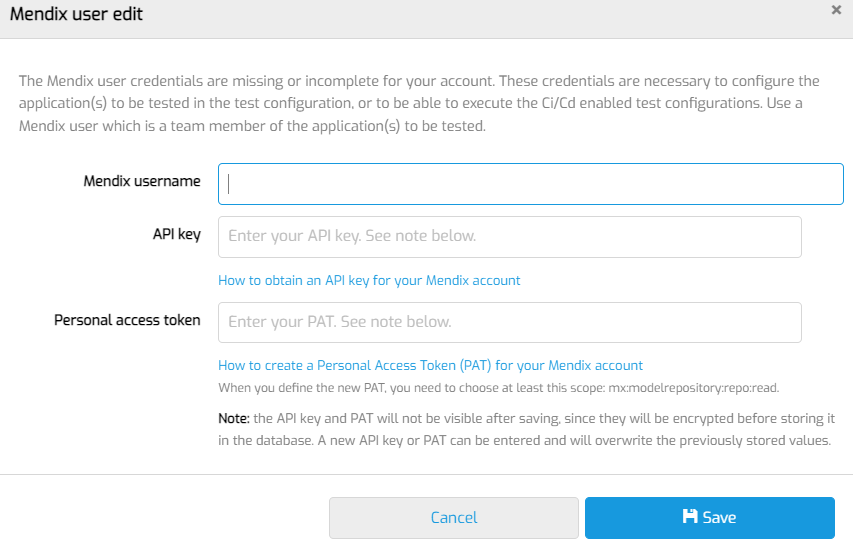 Mendix user edit
×
The Mendix user credentials are missing or incomplete for your account. These credentials are necessary to configure the
application(s) to be tested in the test configuration, or to be able to execute the Ci/Cd enabled test configurations. Use a
Mendix user which is a team member of the application(s) to be tested.
Mendix username
API key
Enter your API key. See note below.
How to obtain an API key for your Mendix account
Personal access token
Enter your PAT. See note below.
How to create a Personal Access Token (PAT) for your Mendix account
When you define the new PAT, you need to choose at least this scope: mx:modelrepository:repo:read.
Note: the API key and PAT will not be visible after saving, since they will be encrypted before storing it
in the database. A new API key or PAT can be entered and will overwrite the previously stored values.
Cancel
Save